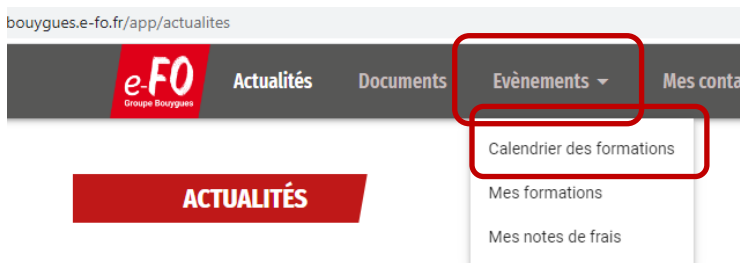 bouygues.e-fo.fr/app/actualites
e-FO
Groupe Bouygues
Actualités
Documents
Evènements
Mes conta
Calendrier des formations
Mes formations
Mes notes de frais
ACTUALITÉS